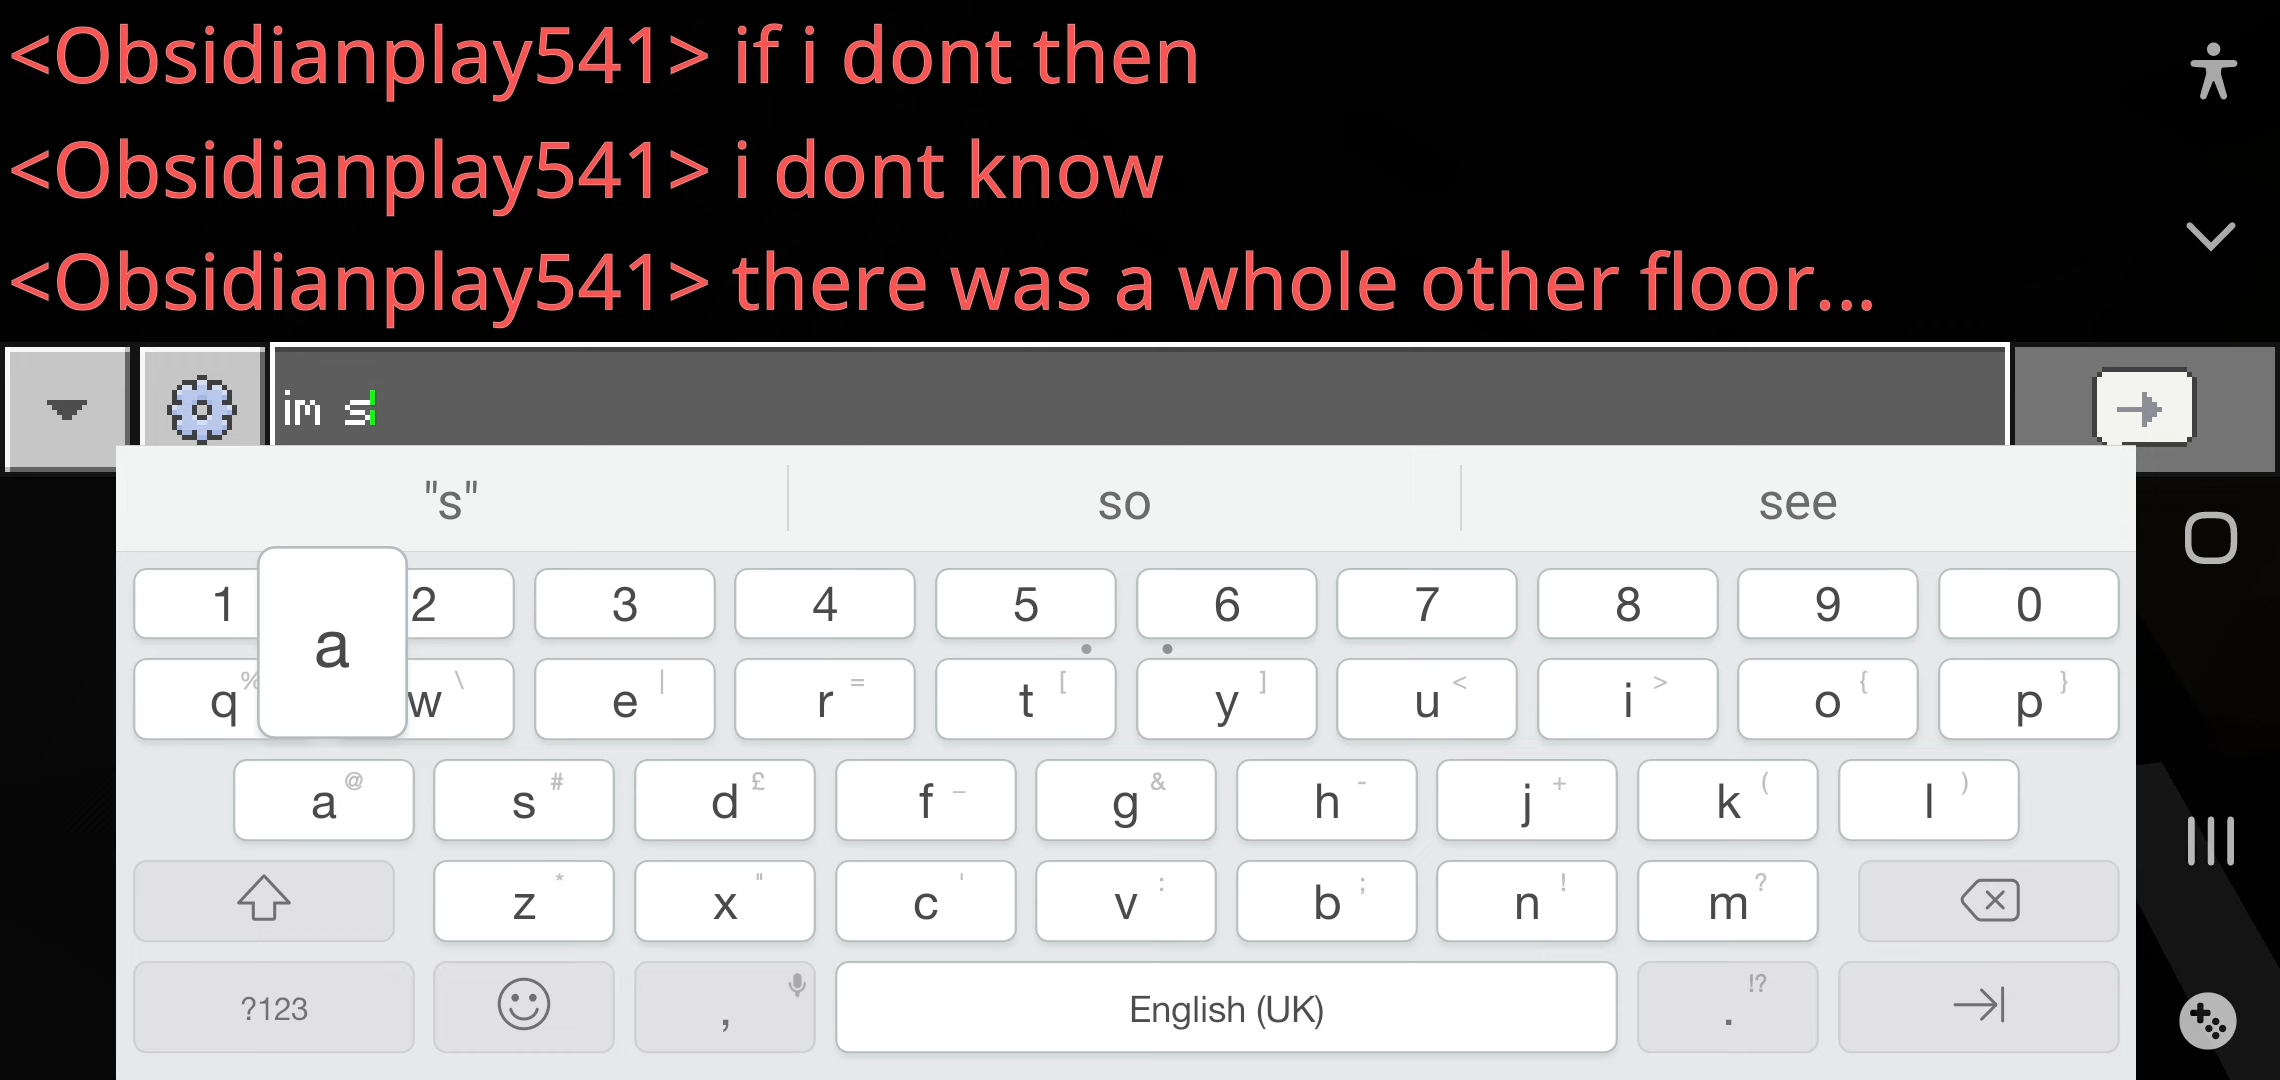 <Obsidianplay541> if i dont then
<Obsidianplay541> i dont know
<Obsidianplay541> there was a whole other floor...
im s
"s" so see
1 2 3 4 5 6 7 8 9 0
q % w \ e | r = t [ y ] u < i > o { p }
a
a @ s # d £ f _ g & h - j + k ( l )
z * x " c ' v : b ; n ! m ?
?123 , English (UK) . !?